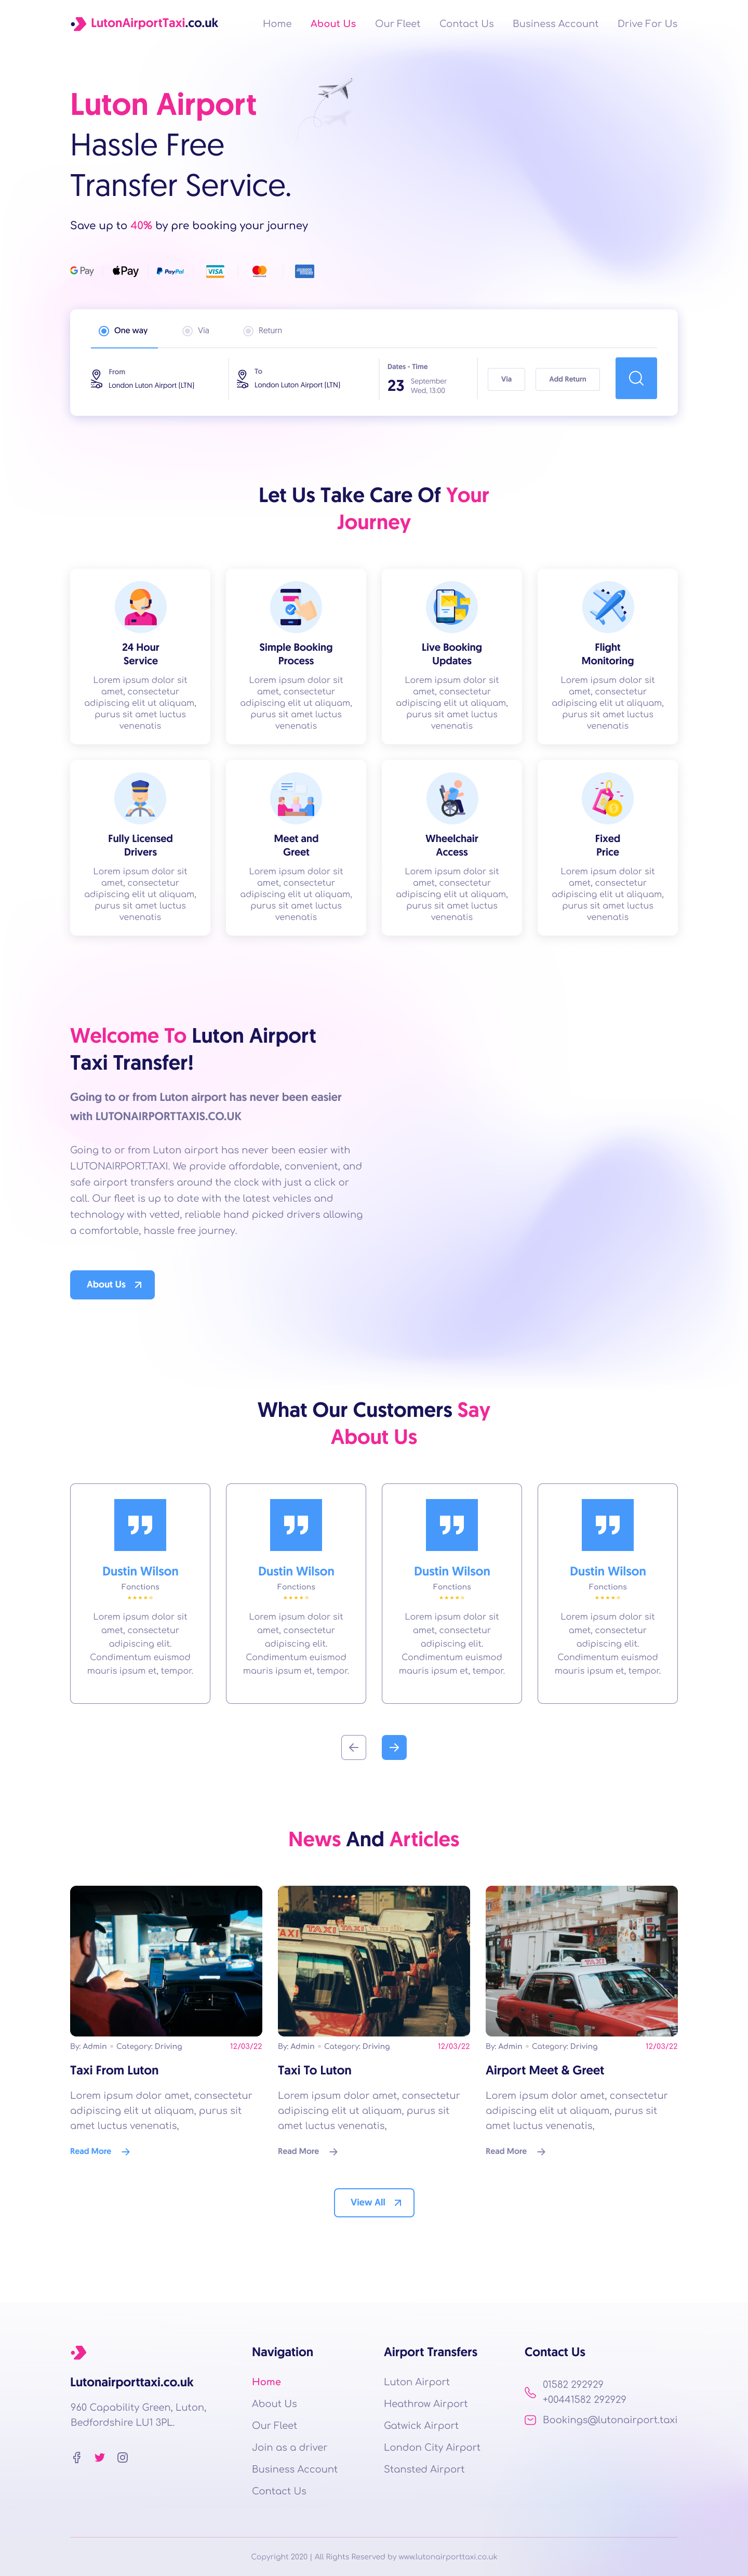 LutonAirportTaxi.co.uk
Home About Us Our Fleet Contact Us Business Account Drive For Us
Luton Airport
Hassle Free
Transfer Service.
Save up to 40% by pre booking your journey
G Pay Pay PayPal VISA
One way Via Return
From
London Luton Airport (LTN)
To
London Luton Airport (LTN)
Dates - Time
23 September
Wed, 13:00
Via Add Return
Let Us Take Care Of Your
Journey
24 Hour
Service
Lorem ipsum dolor sit
amet, consectetur
adipiscing elit ut aliquam,
purus sit amet luctus
venenatis
Simple Booking
Process
Lorem ipsum dolor sit
amet, consectetur
adipiscing elit ut aliquam,
purus sit amet luctus
venenatis
Live Booking
Updates
Lorem ipsum dolor sit
amet, consectetur
adipiscing elit ut aliquam,
purus sit amet luctus
venenatis
Flight
Monitoring
Lorem ipsum dolor sit
amet, consectetur
adipiscing elit ut aliquam,
purus sit amet luctus
venenatis
Fully Licensed
Drivers
Lorem ipsum dolor sit
amet, consectetur
adipiscing elit ut aliquam,
purus sit amet luctus
venenatis
Meet and
Greet
Lorem ipsum dolor sit
amet, consectetur
adipiscing elit ut aliquam,
purus sit amet luctus
venenatis
Wheelchair
Access
Lorem ipsum dolor sit
amet, consectetur
adipiscing elit ut aliquam,
purus sit amet luctus
venenatis
Fixed
Price
Lorem ipsum dolor sit
amet, consectetur
adipiscing elit ut aliquam,
purus sit amet luctus
venenatis
Welcome To Luton Airport
Taxi Transfer!
Going to or from Luton airport has never been easier
with LUTONAIRPORTTAXIS.CO.UK
Going to or from Luton airport has never been easier with
LUTONAIRPORT.TAXI. We provide affordable, convenient, and
safe airport transfers around the clock with just a click or
call. Our fleet is up to date with the latest vehicles and
technology with vetted, reliable hand picked drivers allowing
a comfortable, hassle free journey.
About Us
What Our Customers Say
About Us
Dustin Wilson
Fonctions
Lorem ipsum dolor sit
amet, consectetur
adipiscing elit.
Condimentum euismod
mauris ipsum et, tempor.
Dustin Wilson
Fonctions
Lorem ipsum dolor sit
amet, consectetur
adipiscing elit.
Condimentum euismod
mauris ipsum et, tempor.
Dustin Wilson
Fonctions
Lorem ipsum dolor sit
amet, consectetur
adipiscing elit.
Condimentum euismod
mauris ipsum et, tempor.
Dustin Wilson
Fonctions
Lorem ipsum dolor sit
amet, consectetur
adipiscing elit.
Condimentum euismod
mauris ipsum et, tempor.
News And Articles
TAXI TAXI TAXI
TAXI
By: Admin Category: Driving 12/03/22
Taxi From Luton
Lorem ipsum dolor amet, consectetur
adipiscing elit ut aliquam, purus sit
amet luctus venenatis,
Read More
By: Admin Category: Driving 12/03/22
Taxi To Luton
Lorem ipsum dolor amet, consectetur
adipiscing elit ut aliquam, purus sit
amet luctus venenatis,
Read More
By: Admin Category: Driving 12/03/22
Airport Meet & Greet
Lorem ipsum dolor amet, consectetur
adipiscing elit ut aliquam, purus sit
amet luctus venenatis,
Read More
View All
Lutonairporttaxi.co.uk
960 Capability Green, Luton,
Bedfordshire LU1 3PL.
Navigation
Home
About Us
Our Fleet
Join as a driver
Business Account
Contact Us
Airport Transfers
Luton Airport
Heathrow Airport
Gatwick Airport
London City Airport
Stansted Airport
Contact Us
01582 292929
+00441582 292929
Bookings@lutonairport.taxi
Copyright 2020 | All Rights Reserved by www.lutonairporttaxi.co.uk